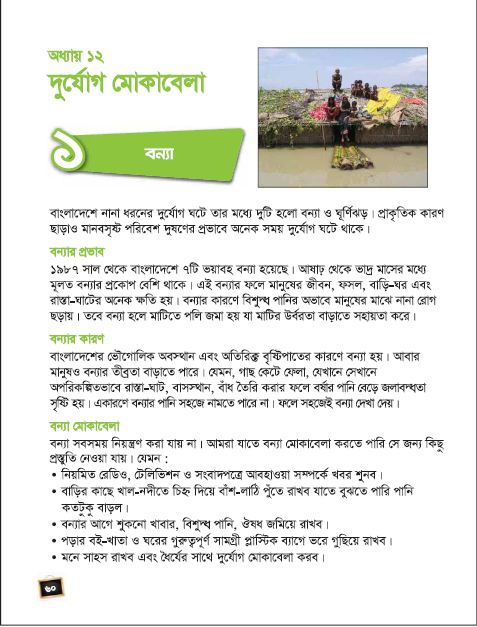 অধ্যায় ১২
দুর্যোগ মোকাবেলা
১
বন্যা
বাংলাদেশে নানা ধরনের দুর্যোগ ঘটে তার মধ্যে দুটি হলো বন্যা ও ঘূর্ণিঝড়। প্রাকৃতিক কারণ
ছাড়াও মানবসৃষ্ট পরিবেশ দুষণের প্রভাবে অনেক সময় দুর্যোগ ঘটে থাকে।
বন্যার প্রভাব
১৯৮৭ সাল থেকে বাংলাদেশে ৭টি ভয়াবহ বন্যা হয়েছে। আষাঢ় থেকে ভাদ্র মাসের মধ্যে
মূলত বন্যার প্রকোপ বেশি থাকে। এই বন্যার ফলে মানুষের জীবন, ফসল, বাড়ি-ঘর এবং
রাস্তা-ঘাটের অনেক ক্ষতি হয়। বন্যার কারণে বিশুদ্ধ পানির অভাবে মানুষের মাঝে নানা রোগ
ছড়ায়। তবে বন্যা হলে মাটিতে পলি জমা হয় যা মাটির উর্বরতা বাড়াতে সহায়তা করে।
বন্যার কারণ
বাংলাদেশের ভৌগোলিক অবস্থান এবং অতিরিক্ত বৃষ্টিপাতের কারণে বন্যা হয়। আবার
মানুষও বন্যার তীব্রতা বাড়াতে পারে। যেমন, গাছ কেটে ফেলা, যেখানে সেখানে
অপরিকল্পিতভাবে রাস্তা-ঘাট, বাসস্থান, বাঁধ তৈরি করার ফলে বর্ষার পানি বেড়ে জলাবদ্ধতা
সৃষ্টি হয়। একারণে বন্যার পানি সহজে নামতে পারে না। ফলে সহজেই বন্যা দেখা দেয়।
বন্যা মোকাবেলা
বন্যা সবসময় নিয়ন্ত্রণ করা যায় না। আমরা যাতে বন্যা মোকাবেলা করতে পারি সে জন্য কিছু
প্রস্তুতি নেওয়া যায়। যেমন :
• নিয়মিত রেডিও, টেলিভিশন ও সংবাদপত্রে আবহাওয়া সম্পর্কে খবর শুনব।
• বাড়ির কাছে খাল-নদীতে চিহ্ন দিয়ে বাঁশ-লাঠি পুঁতে রাখব যাতে বুঝতে পারি পানি
কতটুকু বাড়ল।
• বন্যার আগে শুকনো খাবার, বিশুদ্ধ পানি, ঔষধ জমিয়ে রাখব।
• পড়ার বই-খাতা ও ঘরের গুরুত্বপূর্ণ সামগ্রী প্লাস্টিক ব্যাগে ভরে গুছিয়ে রাখব।
• মনে সাহস রাখব এবং ধৈর্যের সাথে দুর্যোগ মোকাবেলা করব।
৬০